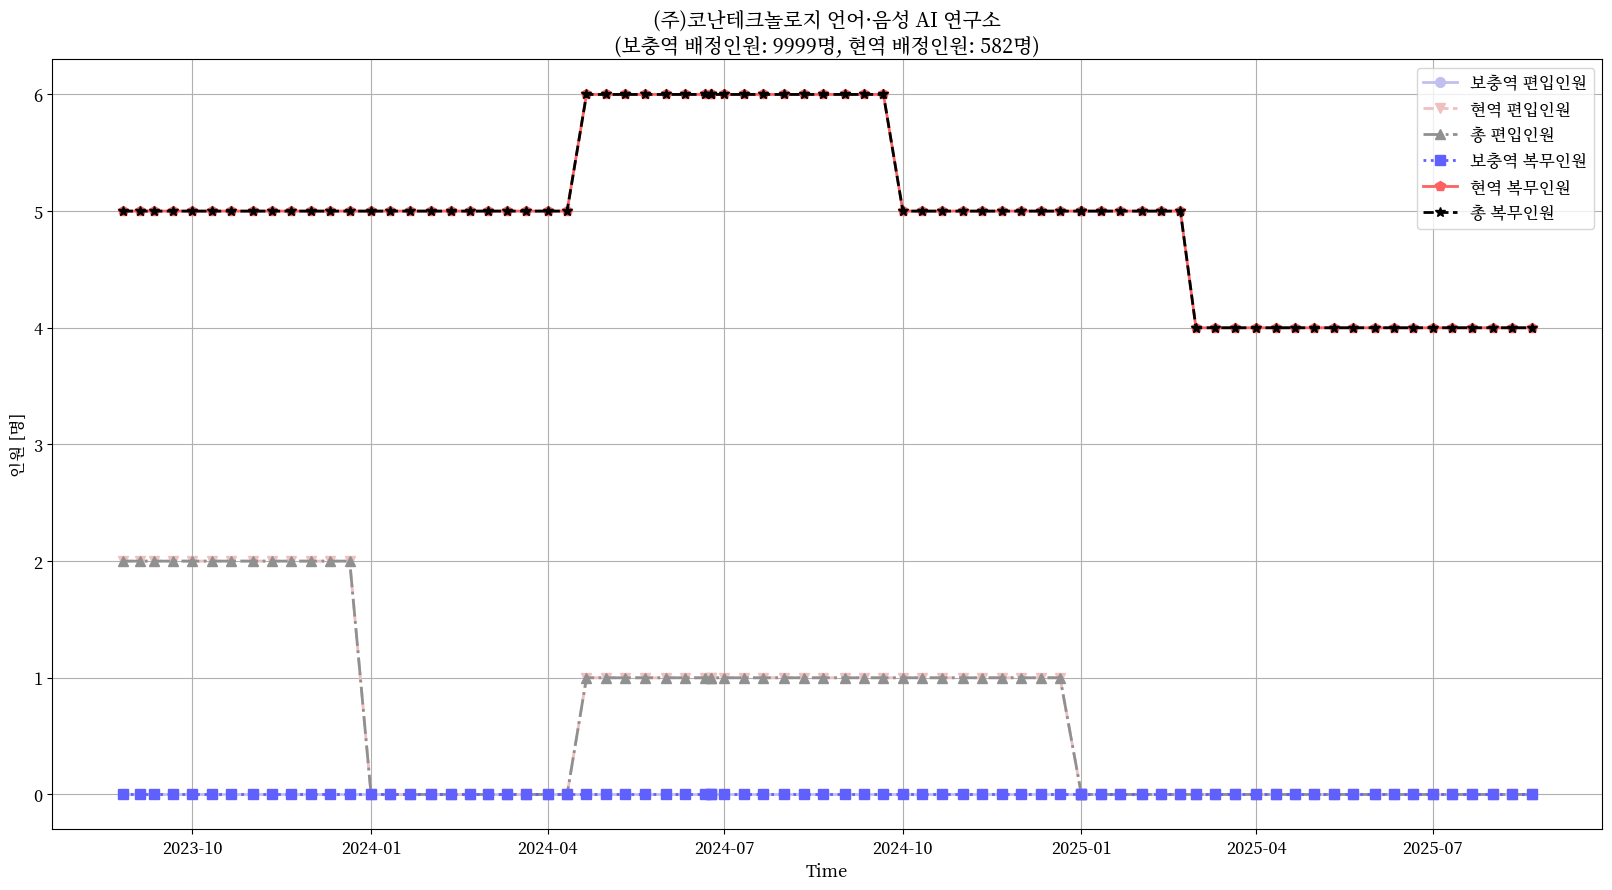 (주)코난테크놀로지 언어·음성 AI 연구소
(보충역 배정인원: 9999명, 현역 배정인원: 582명)
보충역 편입인원
현역 편입인원
총 편입인원
보충역 복무인원
현역 복무인원
총 복무인원
6
5
4
3
2
1
0
인원 [명]
2023-10
2024-01
2024-04
2024-07
2024-10
2025-01
2025-04
2025-07
Time